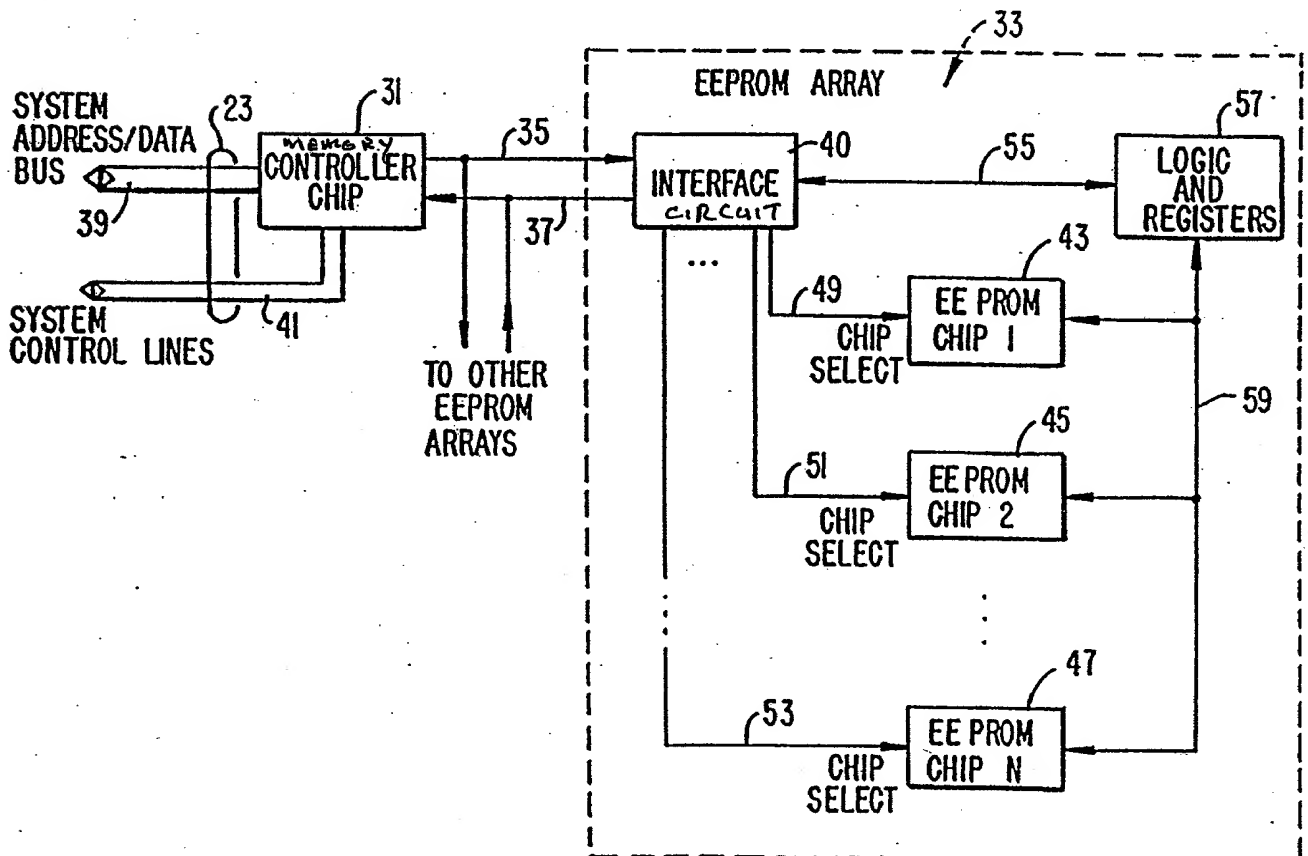 33
EEPROM ARRAY
SYSTEM
ADDRESS/DATA
BUS
23
31
MEMORY
CONTROLLER
CHIP
35
40
INTERFACE
CIRCUIT
55
57
LOGIC
AND
REGISTERS
39
37
41
SYSTEM
CONTROL LINES
TO OTHER
EEPROM
ARRAYS
...
49
CHIP
SELECT
43
EE PROM
CHIP 1
59
51
CHIP
SELECT
45
EE PROM
CHIP 2
53
CHIP
SELECT
47
EE PROM
CHIP N